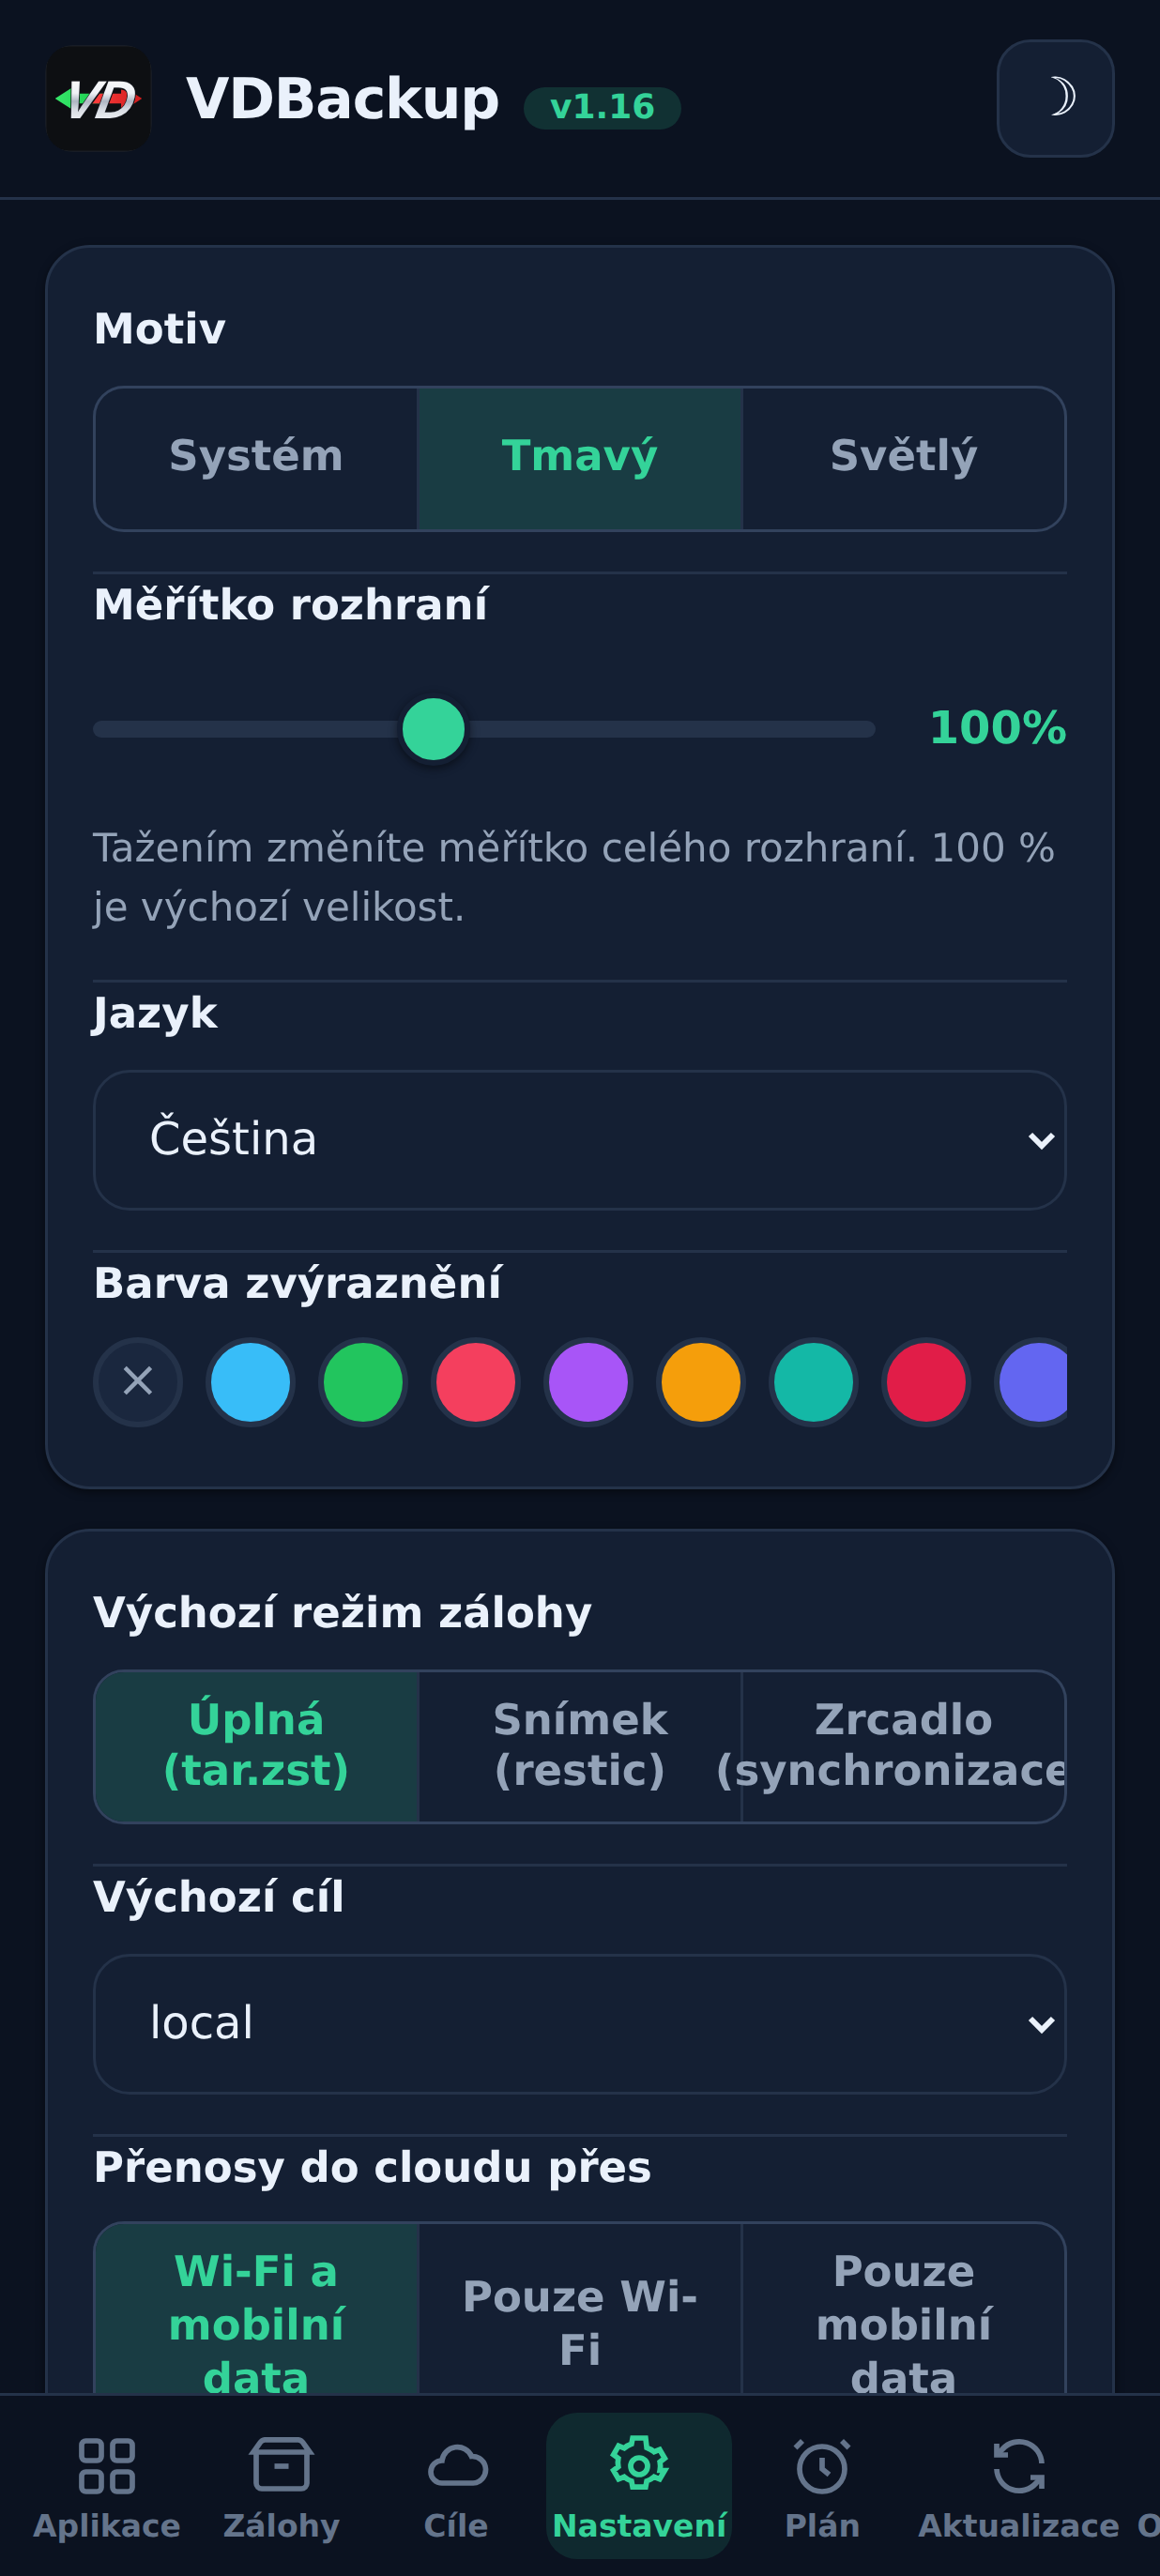 VD
VDBackup v1.16
Motiv
Systém Tmavý Světlý
Měřítko rozhraní
100%
Tažením změníte měřítko celého rozhraní. 100 %
je výchozí velikost.
Jazyk
Čeština
Barva zvýraznění
Výchozí režim zálohy
Úplná
(tar.zst)
Snímek
(restic)
Zrcadlo
(synchronizace
Výchozí cíl
local
Přenosy do cloudu přes
Wi-Fi a
mobilní
data
Pouze Wi-
Fi
Pouze
mobilní
data
Aplikace Zálohy Cíle Nastavení Plán Aktualizace